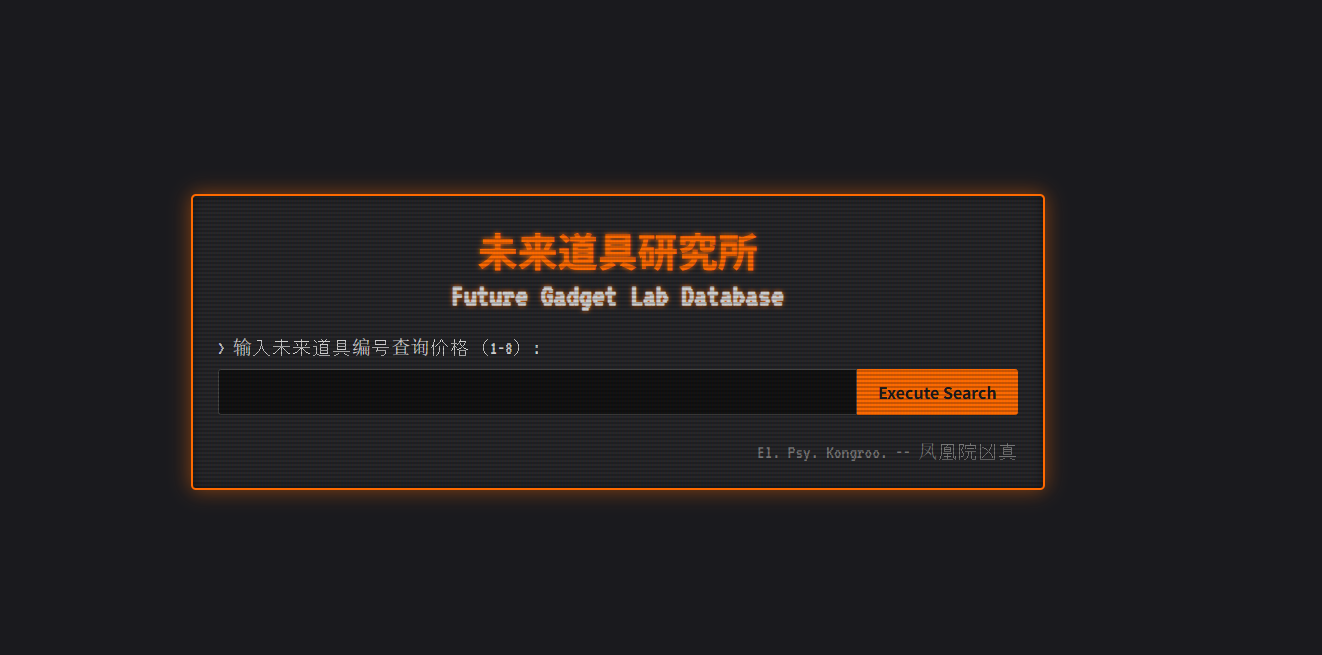 未来道具研究所
Future Gadget Lab Database
› 输入未来道具编号查询价格（1-8）:
Execute Search
El. Psy. Kongroo. -- 凤凰院凶真